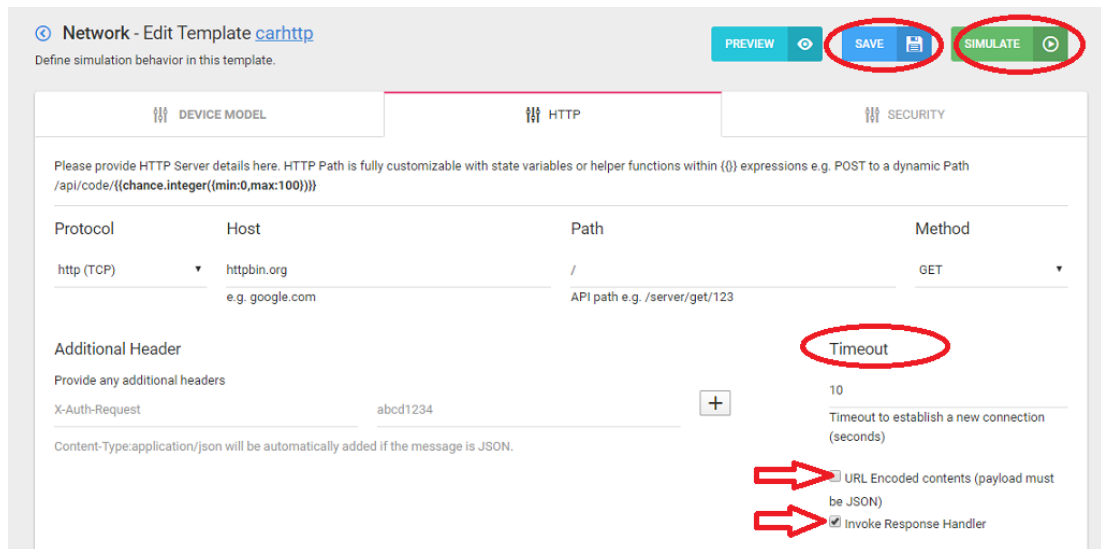 Network - Edit Template carhttp
Define simulation behavior in this template.
PREVIEW
SAVE
SIMULATE
DEVICE MODEL
HTTP
SECURITY
Please provide HTTP Server details here. HTTP Path is fully customizable with state variables or helper functions within {{}} expressions e.g. POST to a dynamic Path
/api/code/{{chance.integer({min:0,max:100})}}
Protocol
Host
Path
Method
http (TCP)
httpbin.org
/
GET
e.g. google.com
API path e.g. /server/get/123
Additional Header
Timeout
Provide any additional headers
10
X-Auth-Request
abcd1234
+
Timeout to establish a new connection
(seconds)
Content-Type:application/json will be automatically added if the message is JSON.
URL Encoded contents (payload must
be JSON)
Invoke Response Handler